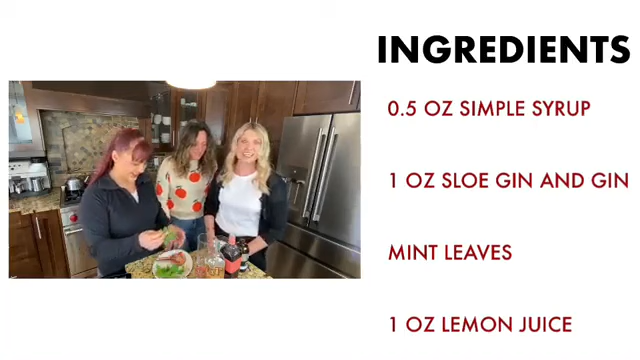 INGREDIENTS
0.5 OZ SIMPLE SYRUP
1 OZ SLOE GIN AND GIN
MINT LEAVES
1 OZ LEMON JUICE